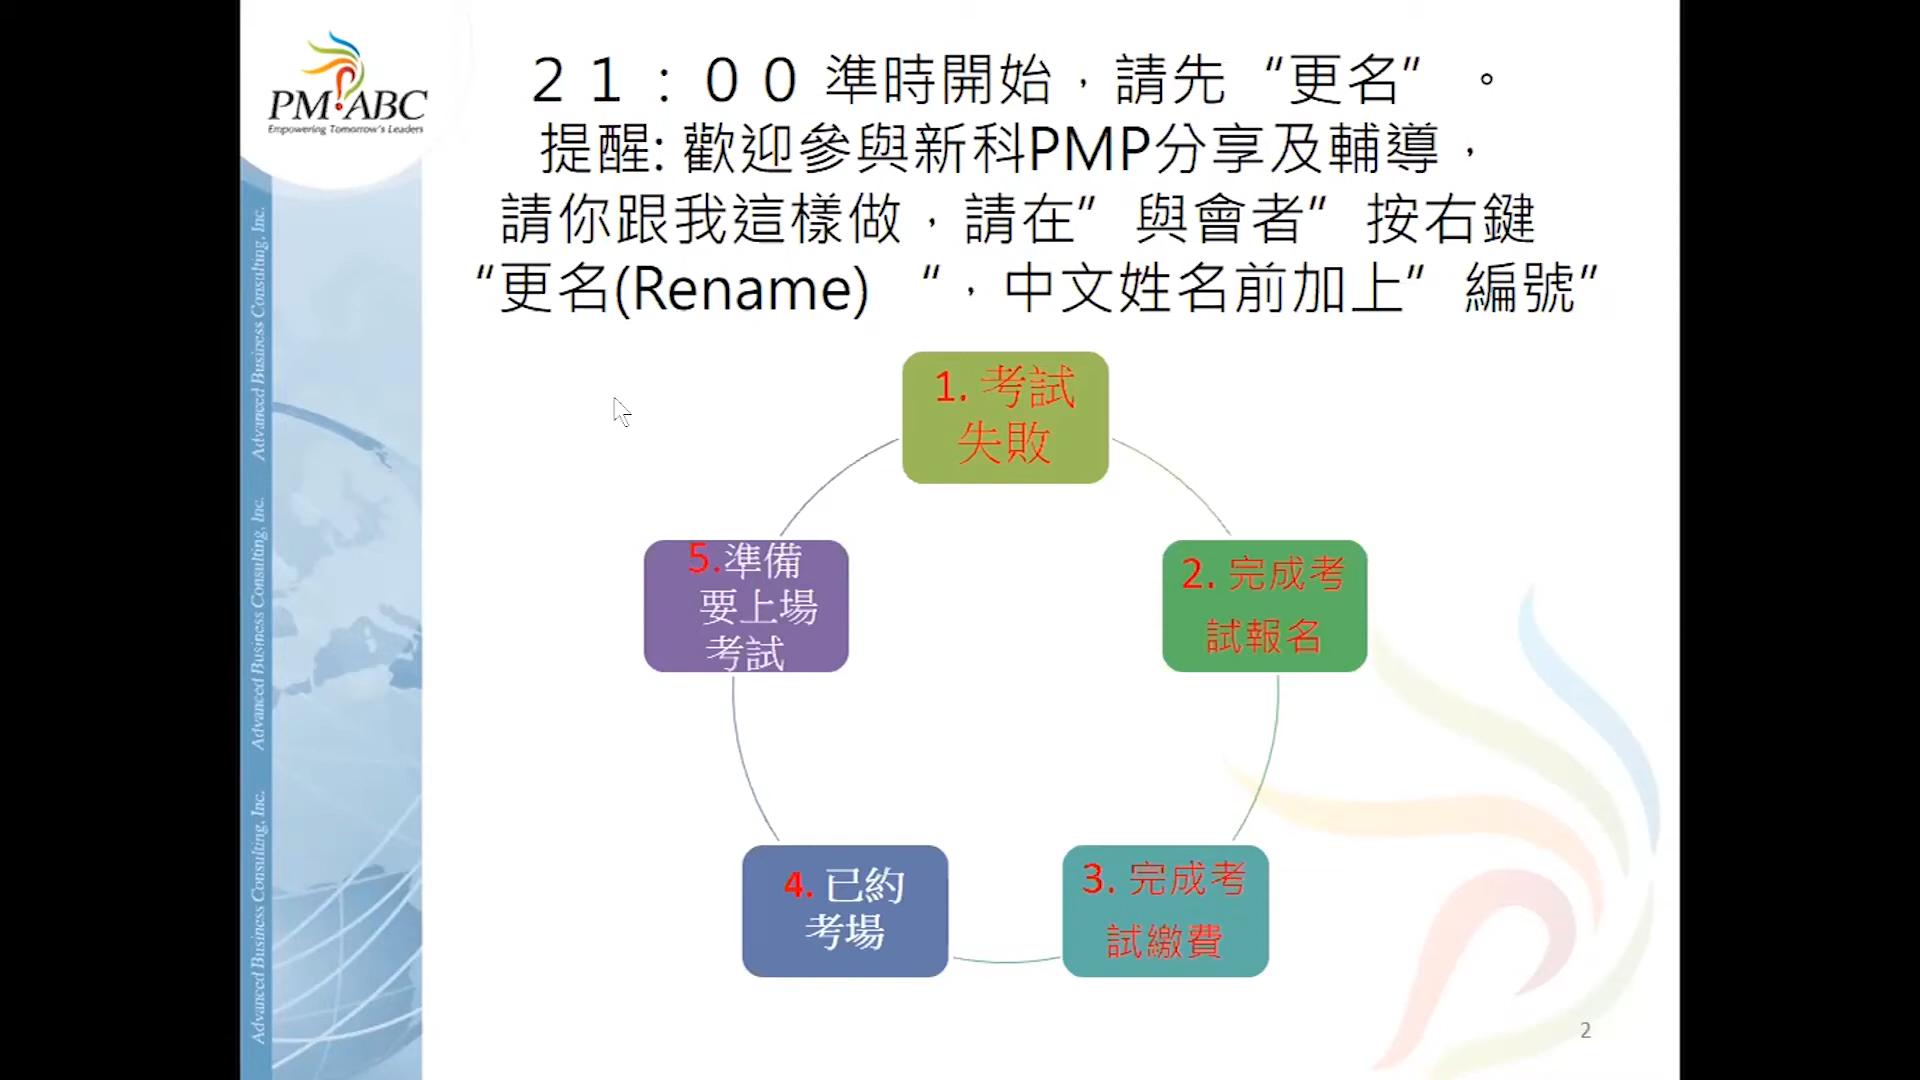 PM ABC
Empowering Tomorrow's Leaders
２１：００ 準時開始，請先 “更名” 。
提醒: 歡迎參與新科PMP分享及輔導，
請你跟我這樣做，請在” 與會者” 按右鍵
“更名(Rename) “，中文姓名前加上” 編號”
1. 考試
失敗
2. 完成考
試報名
3. 完成考
試繳費
4. 已約
考場
5.準備
要上場
考試
Advanced Business Consulting, Inc.
Advanced Business Consulting, Inc.
Advanced Business Consulting, Inc.
2